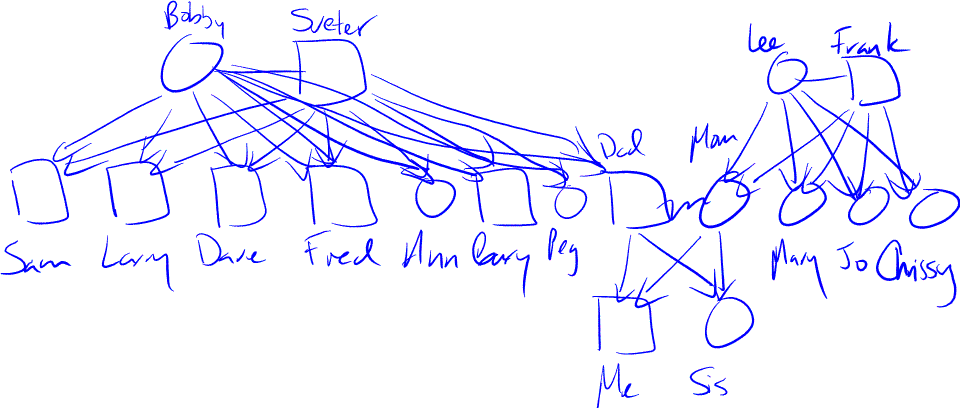 Bobby Sveter Lee Frank
Dad Mom
Sam Larry Dave Fred Ann Gary Peg Mary Jo Chrissy
Me Sis